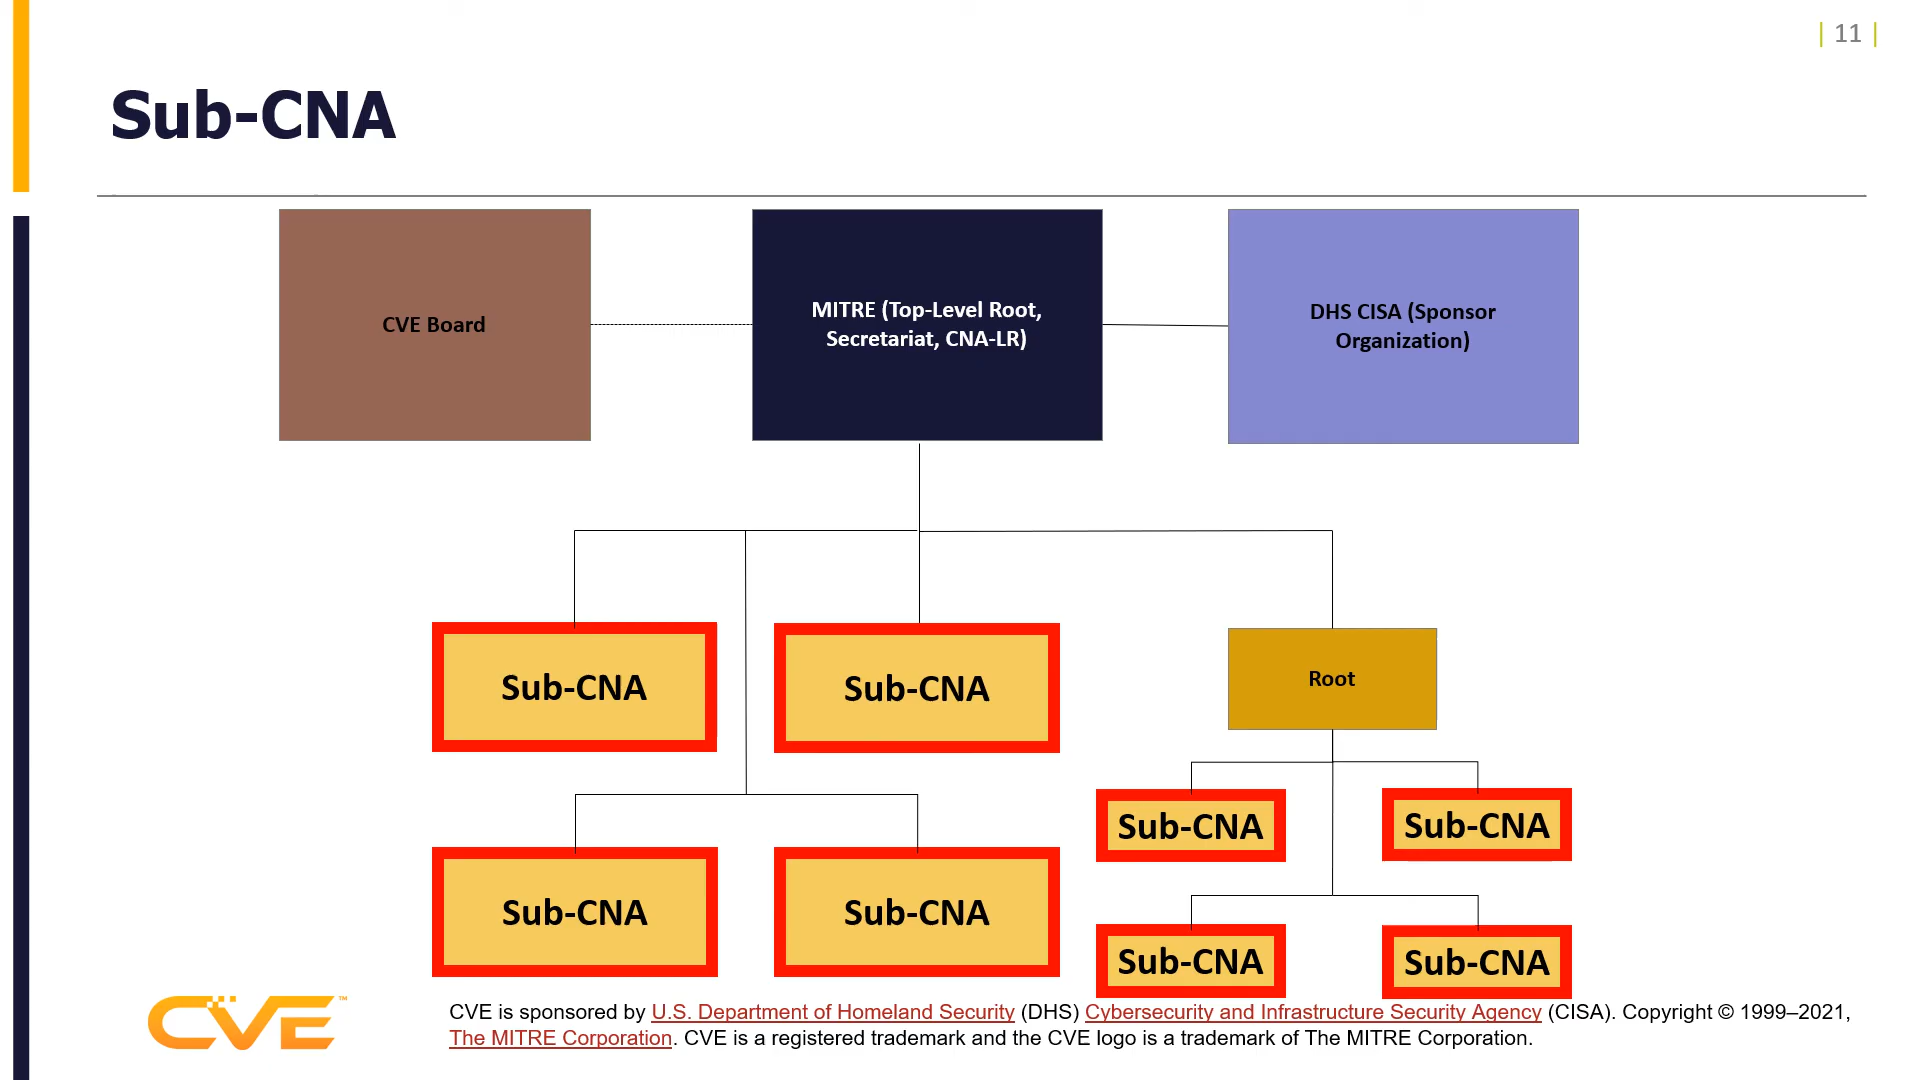 | 11 |
Sub-CNA
CVE Board
MITRE (Top-Level Root,
Secretariat, CNA-LR)
DHS CISA (Sponsor
Organization)
Sub-CNA
Sub-CNA
Root
Sub-CNA
Sub-CNA
Sub-CNA
Sub-CNA
Sub-CNA
Sub-CNA
CVE™
CVE is sponsored by U.S. Department of Homeland Security (DHS) Cybersecurity and Infrastructure Security Agency (CISA). Copyright © 1999–2021,
The MITRE Corporation. CVE is a registered trademark and the CVE logo is a trademark of The MITRE Corporation.